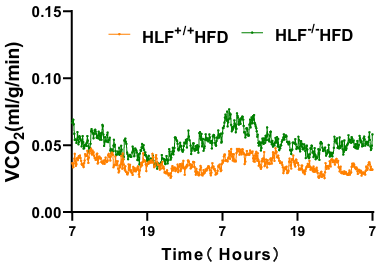 0.15
HLF+/+HFD HLF-/-HFD
0.10
VCO2(ml/g/min)
0.05
0.00
7 19 7 19 7
Time( Hours)